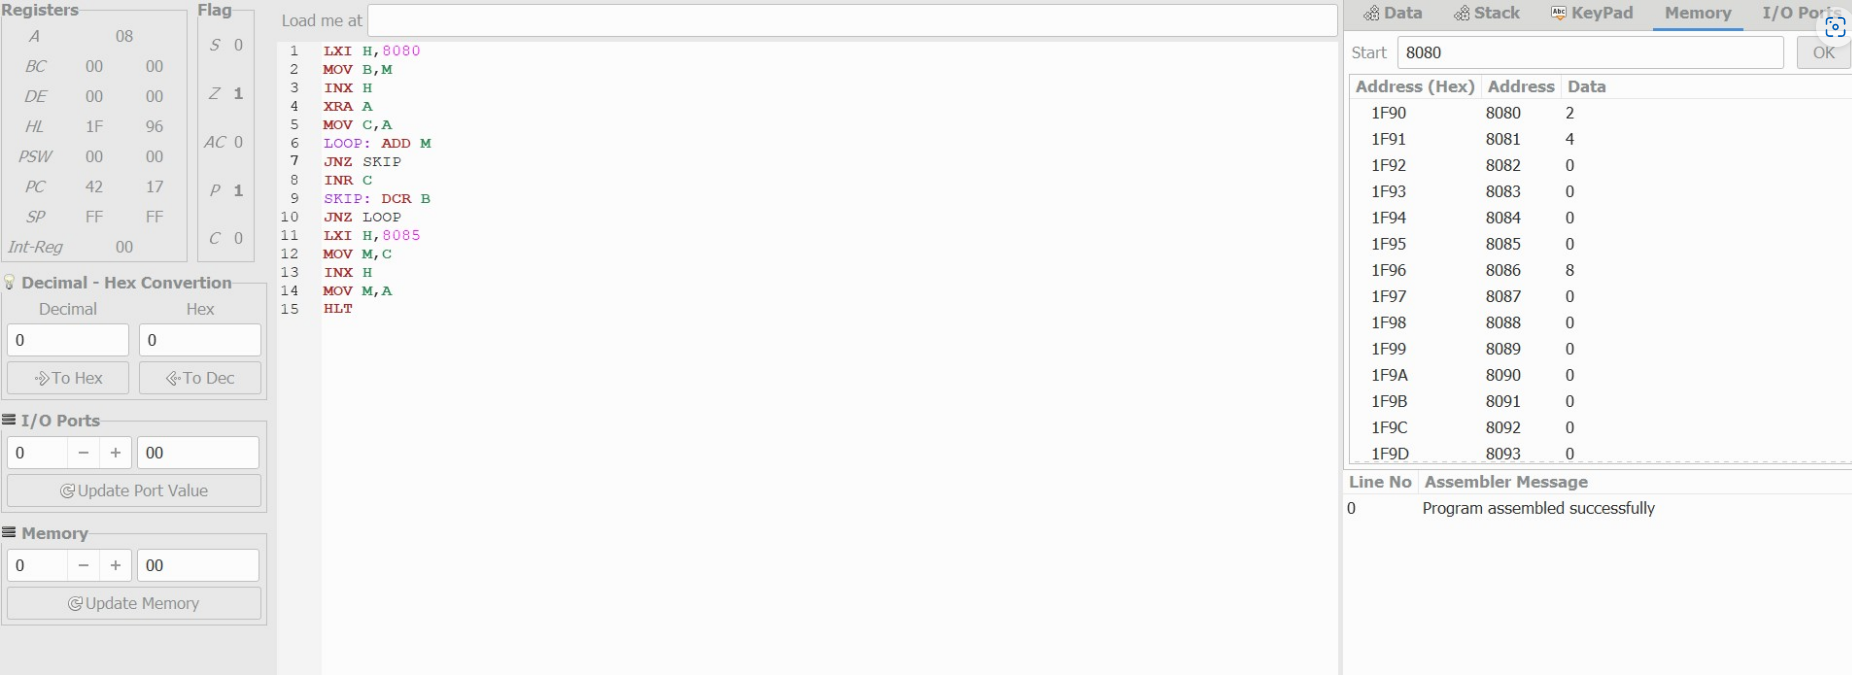 Registers
A 08
BC 00 00
DE 00 00
HL 1F 96
PSW 00 00
PC 42 17
SP FF FF
Int-Reg 00
Flag
S 0
Z 1
AC 0
P 1
C 0
Decimal - Hex Convertion
Decimal Hex
0 0
To Hex To Dec
I/O Ports
0 − + 00
Update Port Value
Memory
0 − + 00
Update Memory
Load me at
1 LXI H,8080
2 MOV B,M
3 INX H
4 XRA A
5 MOV C,A
6 LOOP: ADD M
7 JNZ SKIP
8 INR C
9 SKIP: DCR B
10 JNZ LOOP
11 LXI H,8085
12 MOV M,C
13 INX H
14 MOV M,A
15 HLT
Data Stack Abc KeyPad Memory I/O Ports
Start 8080 OK
Address (Hex) Address Data
1F90 8080 2
1F91 8081 4
1F92 8082 0
1F93 8083 0
1F94 8084 0
1F95 8085 0
1F96 8086 8
1F97 8087 0
1F98 8088 0
1F99 8089 0
1F9A 8090 0
1F9B 8091 0
1F9C 8092 0
1F9D 8093 0
Line No Assembler Message
0 Program assembled successfully